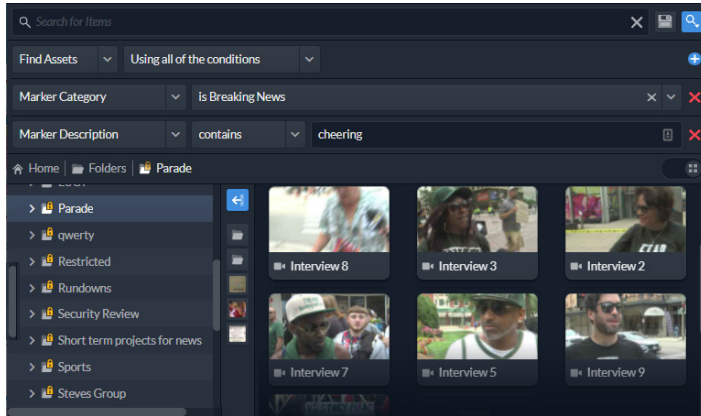 Search for Items
Find Assets Using all of the conditions
Marker Category is Breaking News
Marker Description contains cheering
Home Folders Parade
Parade
qwerty
Restricted
Rundowns
Security Review
Short term projects for news
Sports
Steves Group
Interview 8 Interview 3 Interview 2
Interview 7 Interview 5 Interview 9